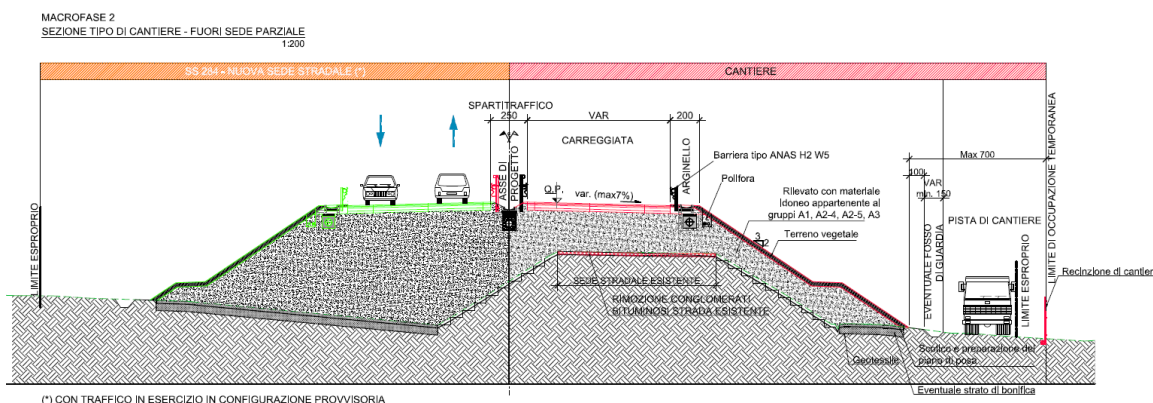 MACROFASE 2
SEZIONE TIPO DI CANTIERE - FUORI SEDE PARZIALE
1:200
SS 284 - NUOVA SEDE STRADALE (*)
CANTIERE
SPARTITRAFFICO
250
VAR
200
CARREGGIATA
ASSE DI
PROGETTO
ARGINELLO
Barriera tipo ANAS H2 W5
Polifora
Q.P.
var. (max7%)
Rilevato con materiale
idoneo appartenente ai
gruppi A1, A2-4, A2-5, A3
Terreno vegetale
3
2
Max 700
100
VAR
min. 150
PISTA DI CANTIERE
LIMITE ESPROPRIO
EVENTUALE FOSSO
DI GUARDIA
LIMITE ESPROPRIO
LIMITE DI OCCUPAZIONE TEMPORANEA
Recinzione di cantier
SEDE STRADALE ESISTENTE
RIMOZIONE CONGLOMERATI
BITUMINOSI STRADA ESISTENTE
Geotessile
Scotico e preparazione del
piano di posa
Eventuale strato di bonifica
(*) CON TRAFFICO IN ESERCIZIO IN CONFIGURAZIONE PROVVISORIA